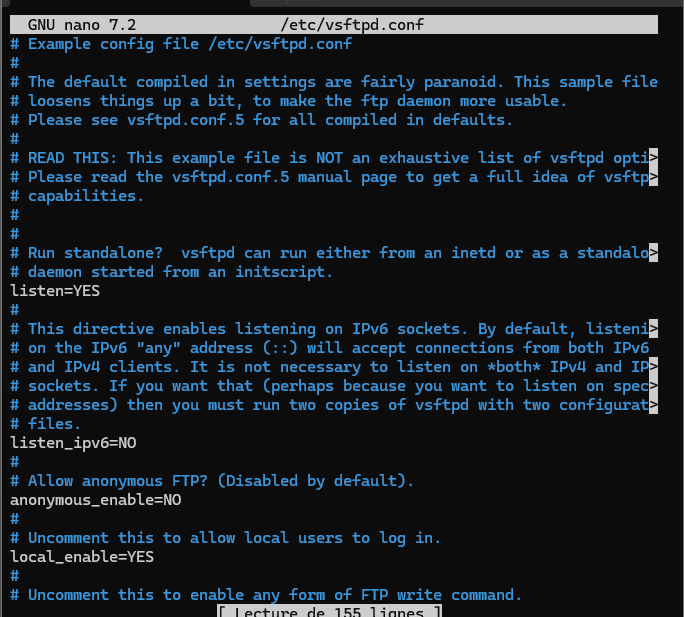 GNU nano 7.2 /etc/vsftpd.conf
# Example config file /etc/vsftpd.conf
#
# The default compiled in settings are fairly paranoid. This sample file
# loosens things up a bit, to make the ftp daemon more usable.
# Please see vsftpd.conf.5 for all compiled in defaults.
#
# READ THIS: This example file is NOT an exhaustive list of vsftpd opti>
# Please read the vsftpd.conf.5 manual page to get a full idea of vsftp>
# capabilities.
#
#
# Run standalone?  vsftpd can run either from an inetd or as a standalo>
# daemon started from an initscript.
listen=YES
#
# This directive enables listening on IPv6 sockets. By default, listeni>
# on the IPv6 "any" address (::) will accept connections from both IPv6
# and IPv4 clients. It is not necessary to listen on *both* IPv4 and IP>
# sockets. If you want that (perhaps because you want to listen on spec>
# addresses) then you must run two copies of vsftpd with two configurat>
# files.
listen_ipv6=NO
#
# Allow anonymous FTP? (Disabled by default).
anonymous_enable=NO
#
# Uncomment this to allow local users to log in.
local_enable=YES
#
# Uncomment this to enable any form of FTP write command.
[ Lecture de 155 lignes ]